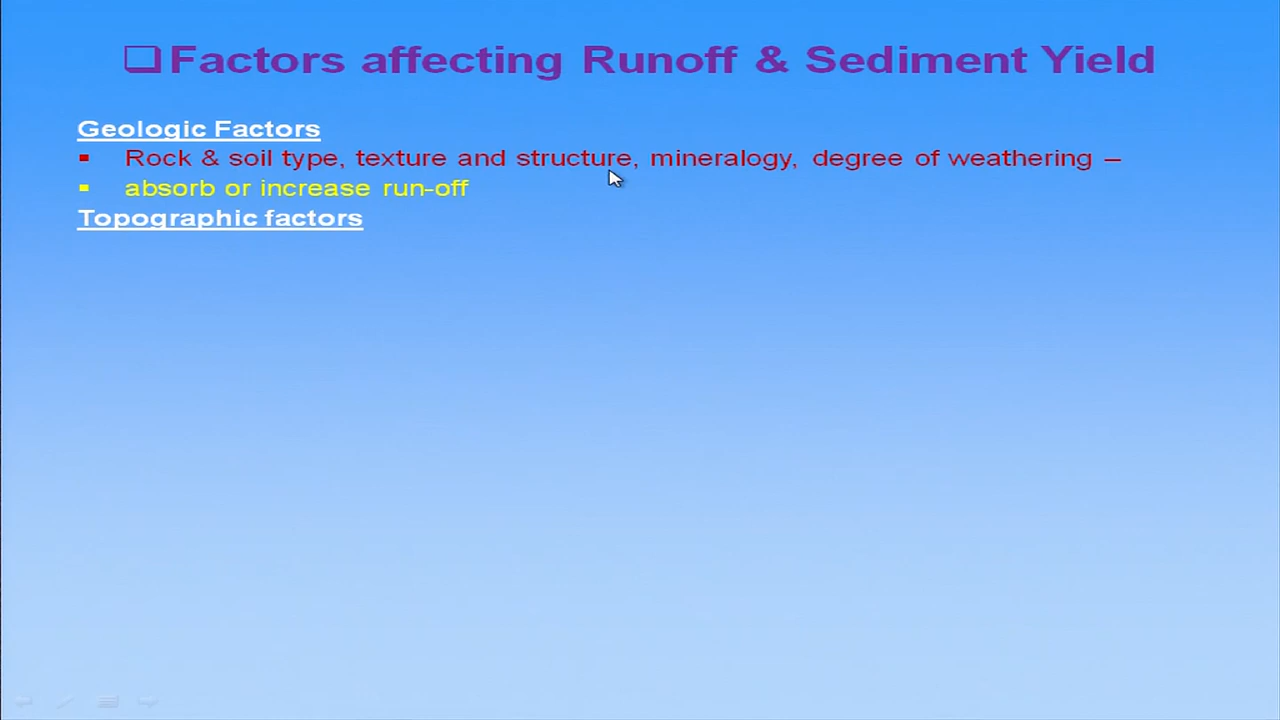 ❑Factors affecting Runoff & Sediment Yield
Geologic Factors
▪ Rock & soil type, texture and structure, mineralogy, degree of weathering –
▪ absorb or increase run-off
Topographic factors